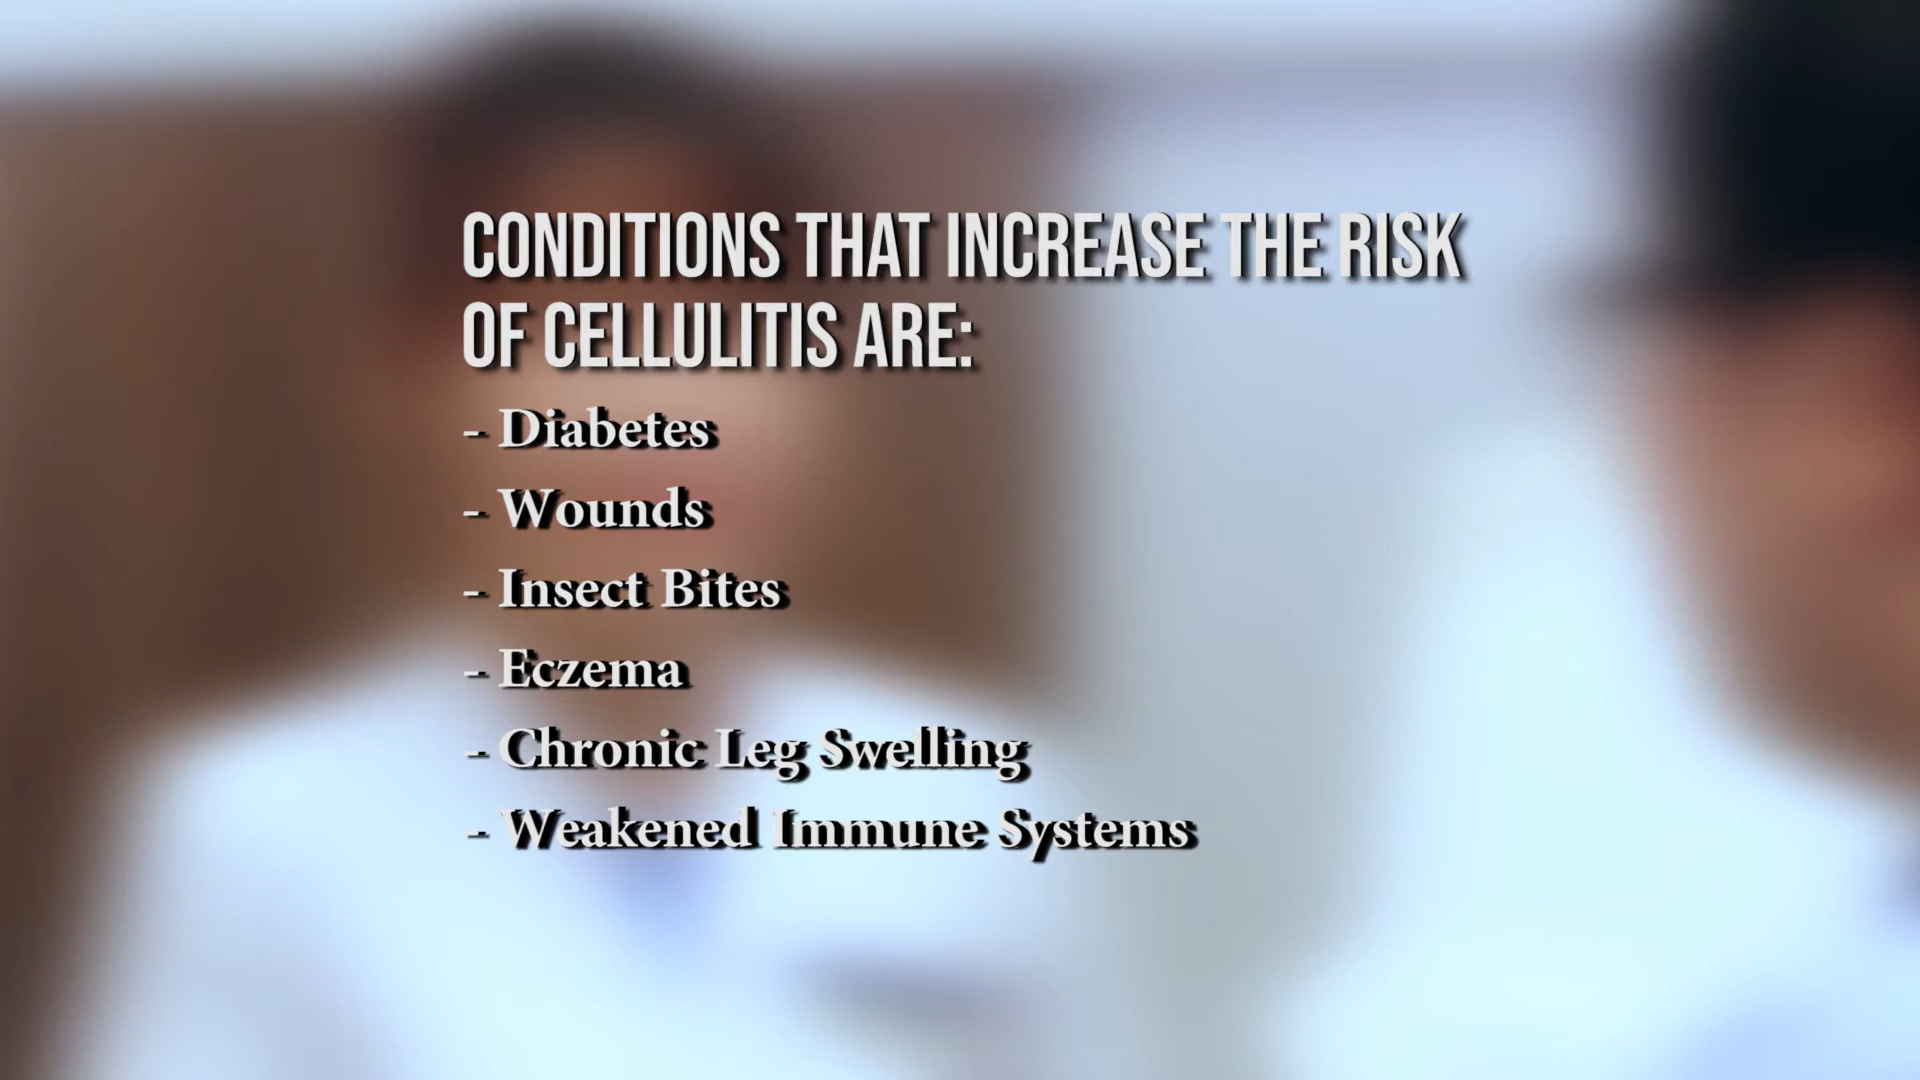 CONDITIONS THAT INCREASE THE RISK
OF CELLULITIS ARE:
- Diabetes
- Wounds
- Insect Bites
- Eczema
- Chronic Leg Swelling
- Weakened Immune Systems